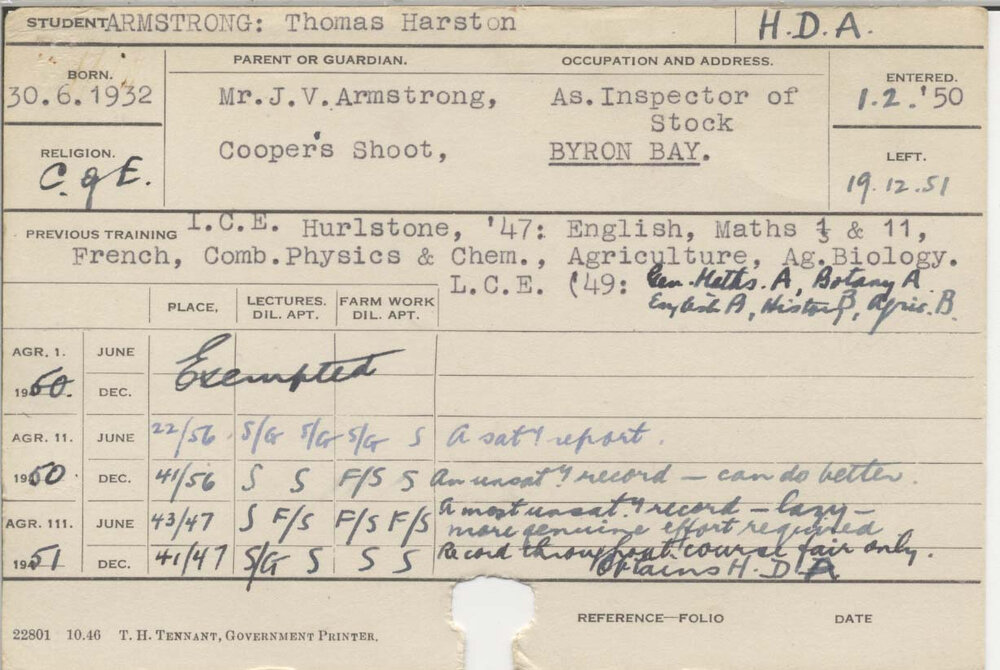 STUDENT ARMSTRONG: Thomas Harston H.D.A.
BORN. PARENT OR GUARDIAN. OCCUPATION AND ADDRESS. ENTERED.
30.6.1932 Mr.J.V.Armstrong, As.Inspector of 1.2.'50
Stock
RELIGION. Cooper's Shoot, BYRON BAY. LEFT.
C. of E. 19.12.51
PREVIOUS TRAINING I.C.E. Hurlstone, '47: English, Maths & 11,
French, Comb.Physics & Chem., Agriculture, Ag.Biology.
L.C.E. ('49: Gen. Maths. A, Botany A
English B, History B, Agric. B.
PLACE, LECTURES. DIL. APT. FARM WORK DIL. APT.
AGR. 1. JUNE Exempted
1950. DEC.
AGR. 11. JUNE 22/56 S/G S/G S/G S A sat'y report.
1950 DEC. 41/56 S S F/S S An unsat'y record – can do better.
AGR. 111. JUNE 43/47 S F/S F/S F/S A most unsat'y record – lazy –
more genuine effort required
1951 DEC. 41/47 S/G S S S Record throughout course fair only.
Obtains H.D.A
REFERENCE—FOLIO DATE
22801 10.46 T. H. TENNANT, GOVERNMENT PRINTER.